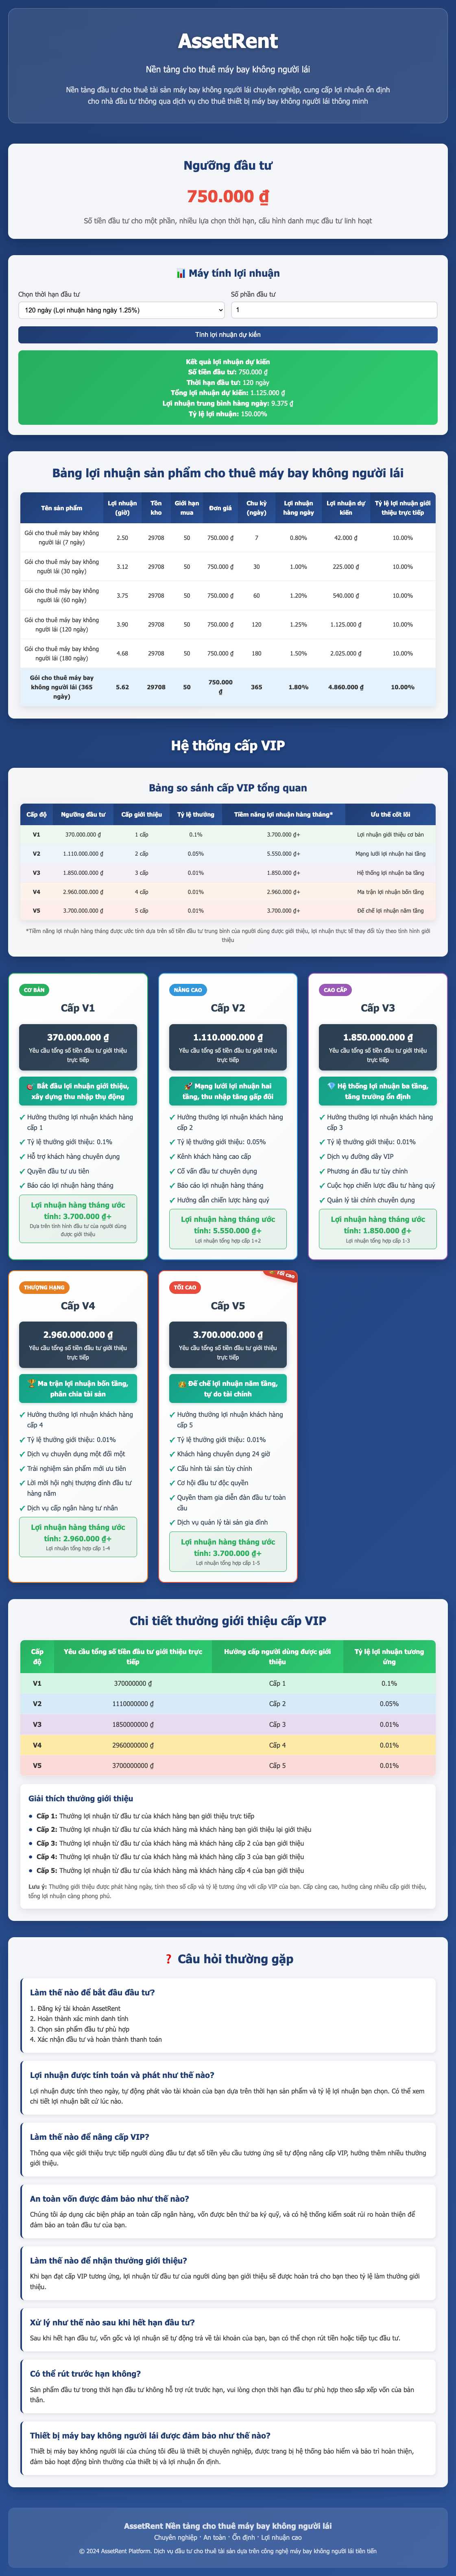 AssetRent
Nền tảng cho thuê máy bay không người lái
Nền tảng đầu tư cho thuê tài sản máy bay không người lái chuyên nghiệp, cung cấp lợi nhuận ổn định
cho nhà đầu tư thông qua dịch vụ cho thuê thiết bị máy bay không người lái thông minh
Ngưỡng đầu tư
750.000 ₫
Số tiền đầu tư cho một phần, nhiều lựa chọn thời hạn, cấu hình danh mục đầu tư linh hoạt
📊 Máy tính lợi nhuận
Chọn thời hạn đầu tư
Số phần đầu tư
120 ngày (Lợi nhuận hàng ngày 1.25%)
1
Tính lợi nhuận dự kiến
Kết quả lợi nhuận dự kiến
Số tiền đầu tư: 750.000 ₫
Thời hạn đầu tư: 120 ngày
Tổng lợi nhuận dự kiến: 1.125.000 ₫
Lợi nhuận trung bình hàng ngày: 9.375 ₫
Tỷ lệ lợi nhuận: 150.00%
Bảng lợi nhuận sản phẩm cho thuê máy bay không người lái
Tên sản phẩm | Lợi nhuận (giờ) | Tồn kho | Giới hạn mua | Đơn giá | Chu kỳ (ngày) | Lợi nhuận hàng ngày | Lợi nhuận dự kiến | Tỷ lệ lợi nhuận giới thiệu trực tiếp
Gói cho thuê máy bay không người lái (7 ngày) 2.50 29708 50 750.000 ₫ 7 0.80% 42.000 ₫ 10.00%
Gói cho thuê máy bay không người lái (30 ngày) 3.12 29708 50 750.000 ₫ 30 1.00% 225.000 ₫ 10.00%
Gói cho thuê máy bay không người lái (60 ngày) 3.75 29708 50 750.000 ₫ 60 1.20% 540.000 ₫ 10.00%
Gói cho thuê máy bay không người lái (120 ngày) 3.90 29708 50 750.000 ₫ 120 1.25% 1.125.000 ₫ 10.00%
Gói cho thuê máy bay không người lái (180 ngày) 4.68 29708 50 750.000 ₫ 180 1.50% 2.025.000 ₫ 10.00%
Gói cho thuê máy bay không người lái (365 ngày) 5.62 29708 50 750.000 ₫ 365 1.80% 4.860.000 ₫ 10.00%
Hệ thống cấp VIP
Bảng so sánh cấp VIP tổng quan
Cấp độ | Ngưỡng đầu tư | Cấp giới thiệu | Tỷ lệ thưởng | Tiềm năng lợi nhuận hàng tháng* | Ưu thế cốt lõi
V1 370.000.000 ₫ 1 cấp 0.1% 3.700.000 ₫+ Lợi nhuận giới thiệu cơ bản
V2 1.110.000.000 ₫ 2 cấp 0.05% 5.550.000 ₫+ Mạng lưới lợi nhuận hai tầng
V3 1.850.000.000 ₫ 3 cấp 0.01% 1.850.000 ₫+ Hệ thống lợi nhuận ba tầng
V4 2.960.000.000 ₫ 4 cấp 0.01% 2.960.000 ₫+ Ma trận lợi nhuận bốn tầng
V5 3.700.000.000 ₫ 5 cấp 0.01% 3.700.000 ₫+ Đế chế lợi nhuận năm tầng
*Tiềm năng lợi nhuận hàng tháng được ước tính dựa trên số tiền đầu tư trung bình của người dùng được giới thiệu, lợi nhuận thực tế thay đổi tùy theo tình hình giới
thiệu
CƠ BẢN
Cấp V1
370.000.000 ₫
Yêu cầu tổng số tiền đầu tư giới thiệu
trực tiếp
🎯 Bắt đầu lợi nhuận giới thiệu,
xây dựng thu nhập thụ động
✓ Hưởng thưởng lợi nhuận khách hàng
cấp 1
✓ Tỷ lệ thưởng giới thiệu: 0.1%
✓ Hỗ trợ khách hàng chuyên dụng
✓ Quyền đầu tư ưu tiên
✓ Báo cáo lợi nhuận hàng tháng
Lợi nhuận hàng tháng ước
tính: 3.700.000 ₫+
Dựa trên tình hình đầu tư của người dùng
được giới thiệu
NÂNG CAO
Cấp V2
1.110.000.000 ₫
Yêu cầu tổng số tiền đầu tư giới thiệu
trực tiếp
🚀 Mạng lưới lợi nhuận hai
tầng, thu nhập tăng gấp đôi
✓ Hưởng thưởng lợi nhuận khách hàng
cấp 2
✓ Tỷ lệ thưởng giới thiệu: 0.05%
✓ Kênh khách hàng cao cấp
✓ Cố vấn đầu tư chuyên dụng
✓ Báo cáo lợi nhuận hàng tháng
✓ Hướng dẫn chiến lược hàng quý
Lợi nhuận hàng tháng ước
tính: 5.550.000 ₫+
Lợi nhuận tổng hợp cấp 1+2
CAO CẤP
Cấp V3
1.850.000.000 ₫
Yêu cầu tổng số tiền đầu tư giới thiệu
trực tiếp
💎 Hệ thống lợi nhuận ba tầng,
tăng trưởng ổn định
✓ Hưởng thưởng lợi nhuận khách hàng
cấp 3
✓ Tỷ lệ thưởng giới thiệu: 0.01%
✓ Dịch vụ đường dây VIP
✓ Phương án đầu tư tùy chỉnh
✓ Cuộc họp chiến lược đầu tư hàng quý
✓ Quản lý tài chính chuyên dụng
Lợi nhuận hàng tháng ước
tính: 1.850.000 ₫+
Lợi nhuận tổng hợp cấp 1-3
THƯỢNG HẠNG
Cấp V4
2.960.000.000 ₫
Yêu cầu tổng số tiền đầu tư giới thiệu
trực tiếp
🏆 Ma trận lợi nhuận bốn tầng,
phân chia tài sản
✓ Hưởng thưởng lợi nhuận khách hàng
cấp 4
✓ Tỷ lệ thưởng giới thiệu: 0.01%
✓ Dịch vụ chuyên dụng một đối một
✓ Trải nghiệm sản phẩm mới ưu tiên
✓ Lời mời hội nghị thượng đỉnh đầu tư
hàng năm
✓ Dịch vụ cấp ngân hàng tư nhân
Lợi nhuận hàng tháng ước
tính: 2.960.000 ₫+
Lợi nhuận tổng hợp cấp 1-4
TỐI CAO
TỐI CAO
Cấp V5
3.700.000.000 ₫
Yêu cầu tổng số tiền đầu tư giới thiệu
trực tiếp
Đế chế lợi nhuận năm tầng,
tự do tài chính
✓ Hưởng thưởng lợi nhuận khách hàng
cấp 5
✓ Tỷ lệ thưởng giới thiệu: 0.01%
✓ Khách hàng chuyên dụng 24 giờ
✓ Cấu hình tài sản tùy chỉnh
✓ Cơ hội đầu tư độc quyền
✓ Quyền tham gia diễn đàn đầu tư toàn
cầu
✓ Dịch vụ quản lý tài sản gia đình
Lợi nhuận hàng tháng ước
tính: 3.700.000 ₫+
Lợi nhuận tổng hợp cấp 1-5
Chi tiết thưởng giới thiệu cấp VIP
Cấp độ | Yêu cầu tổng số tiền đầu tư giới thiệu trực tiếp | Hưởng cấp người dùng được giới thiệu | Tỷ lệ lợi nhuận tương ứng
V1 370000000 ₫ Cấp 1 0.1%
V2 1110000000 ₫ Cấp 2 0.05%
V3 1850000000 ₫ Cấp 3 0.01%
V4 2960000000 ₫ Cấp 4 0.01%
V5 3700000000 ₫ Cấp 5 0.01%
Giải thích thưởng giới thiệu
Cấp 1: Thưởng lợi nhuận từ đầu tư của khách hàng bạn giới thiệu trực tiếp
Cấp 2: Thưởng lợi nhuận từ đầu tư của khách hàng mà khách hàng bạn giới thiệu lại giới thiệu
Cấp 3: Thưởng lợi nhuận từ đầu tư của khách hàng mà khách hàng cấp 2 của bạn giới thiệu
Cấp 4: Thưởng lợi nhuận từ đầu tư của khách hàng mà khách hàng cấp 3 của bạn giới thiệu
Cấp 5: Thưởng lợi nhuận từ đầu tư của khách hàng mà khách hàng cấp 4 của bạn giới thiệu
Lưu ý: Thưởng giới thiệu được phát hàng ngày, tính theo số cấp và tỷ lệ tương ứng với cấp VIP của bạn. Cấp càng cao, hưởng càng nhiều cấp giới thiệu,
tổng lợi nhuận càng phong phú.
❓ Câu hỏi thường gặp
Làm thế nào để bắt đầu đầu tư?
1. Đăng ký tài khoản AssetRent
2. Hoàn thành xác minh danh tính
3. Chọn sản phẩm đầu tư phù hợp
4. Xác nhận đầu tư và hoàn thành thanh toán
Lợi nhuận được tính toán và phát như thế nào?
Lợi nhuận được tính theo ngày, tự động phát vào tài khoản của bạn dựa trên thời hạn sản phẩm và tỷ lệ lợi nhuận bạn chọn. Có thể xem
chi tiết lợi nhuận bất cứ lúc nào.
Làm thế nào để nâng cấp VIP?
Thông qua việc giới thiệu trực tiếp người dùng đầu tư đạt số tiền yêu cầu tương ứng sẽ tự động nâng cấp VIP, hưởng thêm nhiều thưởng
giới thiệu.
An toàn vốn được đảm bảo như thế nào?
Chúng tôi áp dụng các biện pháp an toàn cấp ngân hàng, vốn được bên thứ ba ký quỹ, và có hệ thống kiểm soát rủi ro hoàn thiện để
đảm bảo an toàn đầu tư của bạn.
Làm thế nào để nhận thưởng giới thiệu?
Khi bạn đạt cấp VIP tương ứng, lợi nhuận từ đầu tư của người dùng bạn giới thiệu sẽ được hoàn trả cho bạn theo tỷ lệ làm thưởng giới
thiệu.
Xử lý như thế nào sau khi hết hạn đầu tư?
Sau khi hết hạn đầu tư, vốn gốc và lợi nhuận sẽ tự động trả về tài khoản của bạn, bạn có thể chọn rút tiền hoặc tiếp tục đầu tư.
Có thể rút trước hạn không?
Sản phẩm đầu tư trong thời hạn đầu tư không hỗ trợ rút trước hạn, vui lòng chọn thời hạn đầu tư phù hợp theo sắp xếp vốn của bản
thân.
Thiết bị máy bay không người lái được đảm bảo như thế nào?
Thiết bị máy bay không người lái của chúng tôi đều là thiết bị chuyên nghiệp, được trang bị hệ thống bảo hiểm và bảo trì hoàn thiện,
đảm bảo hoạt động bình thường của thiết bị và lợi nhuận ổn định.
AssetRent Nền tảng cho thuê máy bay không người lái
Chuyên nghiệp · An toàn · Ổn định · Lợi nhuận cao
© 2024 AssetRent Platform. Dịch vụ đầu tư cho thuê tài sản dựa trên công nghệ máy bay không người lái tiên tiến